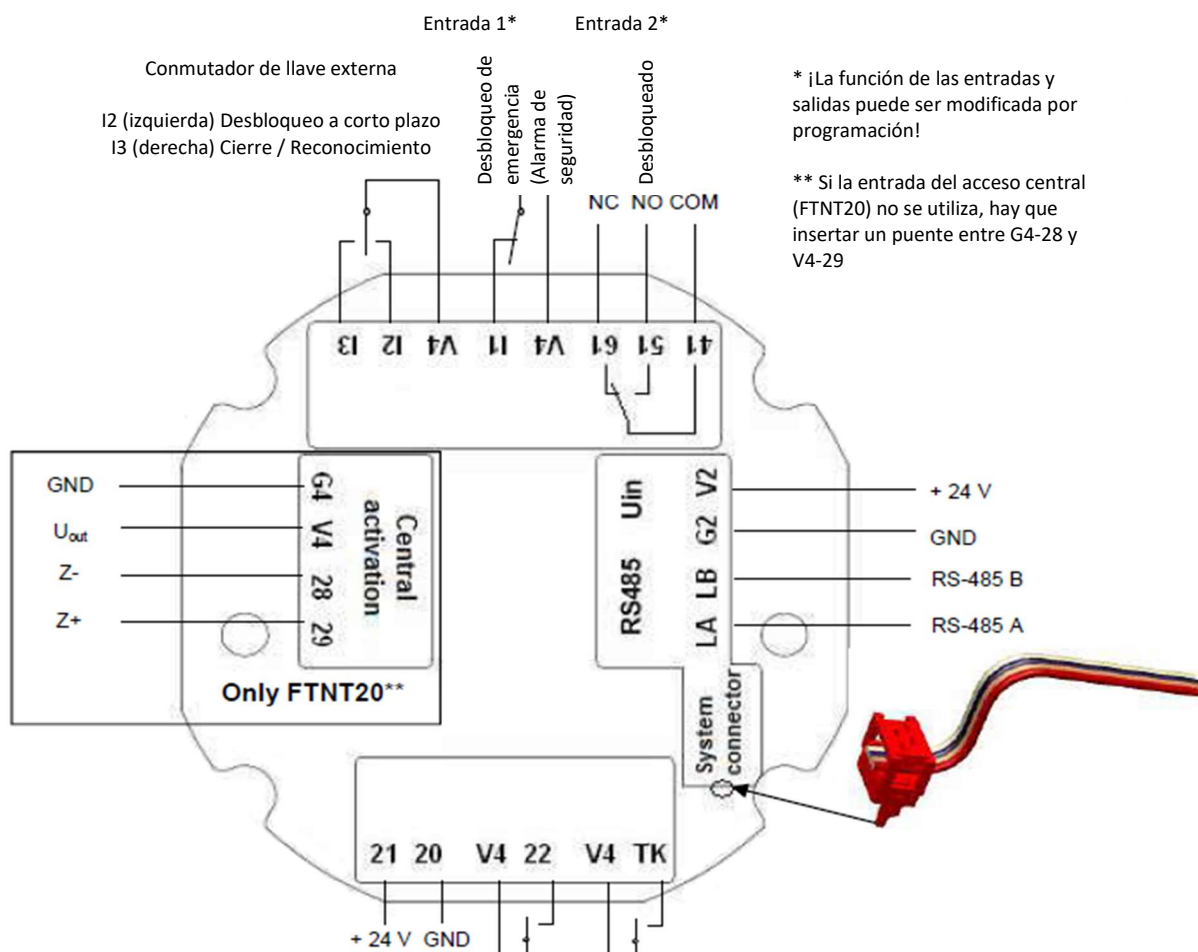 Entrada 1*
Entrada 2*
Conmutador de llave externa
I2 (izquierda) Desbloqueo a corto plazo
I3 (derecha) Cierre / Reconocimiento
Desbloqueo de
emergencia
(Alarma de
seguridad)
Desbloqueado
* ¡La función de las entradas y
salidas puede ser modificada por
programación!
** Si la entrada del acceso central
(FTNT20) no se utiliza, hay que
insertar un puente entre G4-28 y
V4-29
NC NO COM
I3 I2 V4 I1 V4 61 51 41
GND
Uout
Z-
Z+
G4
V4
28
29
Central
activation
Only FTNT20**
Uin
RS485
V2
G2
LB
LA
+ 24 V
GND
RS-485 B
RS-485 A
System
connector
21 20 V4 22 V4 TK
+ 24 V GND